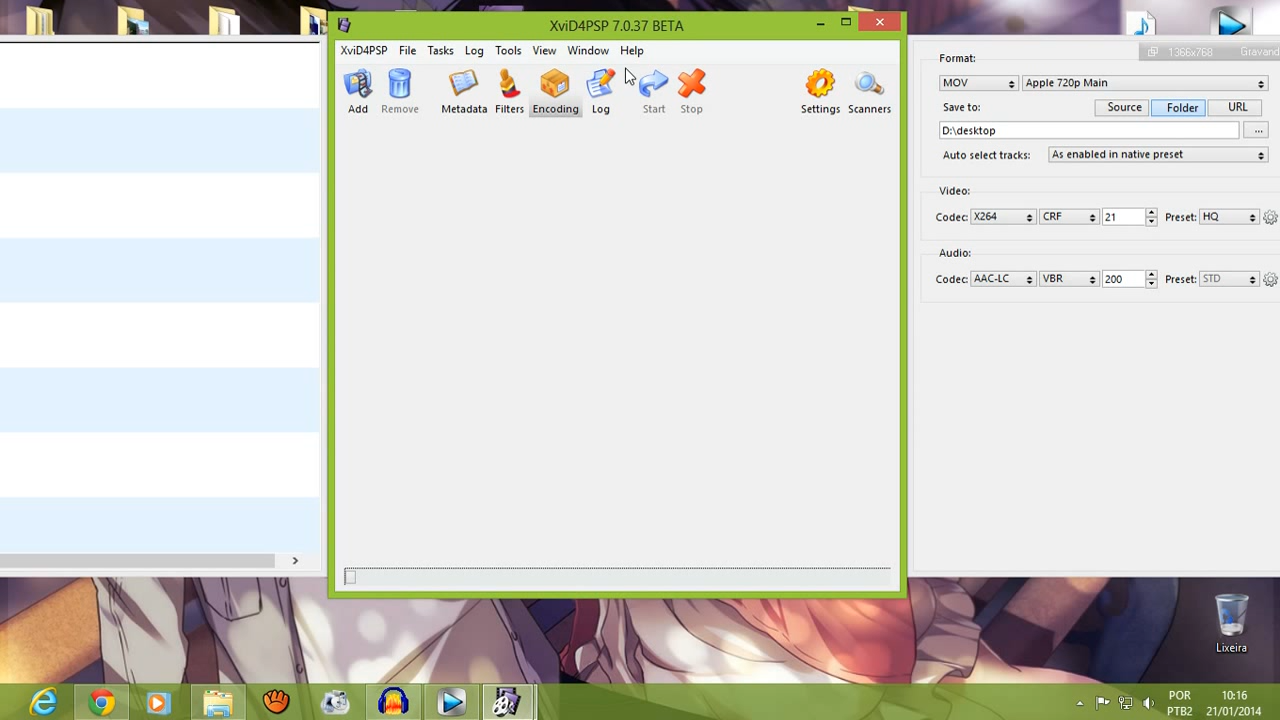 XviD4PSP 7.0.37 BETA
XviD4PSP File Tasks Log Tools View Window Help
Add Remove Metadata Filters Encoding Log Start Stop Settings Scanners
1366x768 Gravand
Format:
MOV Apple 720p Main
Save to: Source Folder URL
D:\desktop ...
Auto select tracks: As enabled in native preset
Video:
Codec: X264 CRF 21 Preset: HQ
Audio:
Codec: AAC-LC VBR 200 Preset: STD
Lixeira
POR 10:16
PTB2 21/01/2014